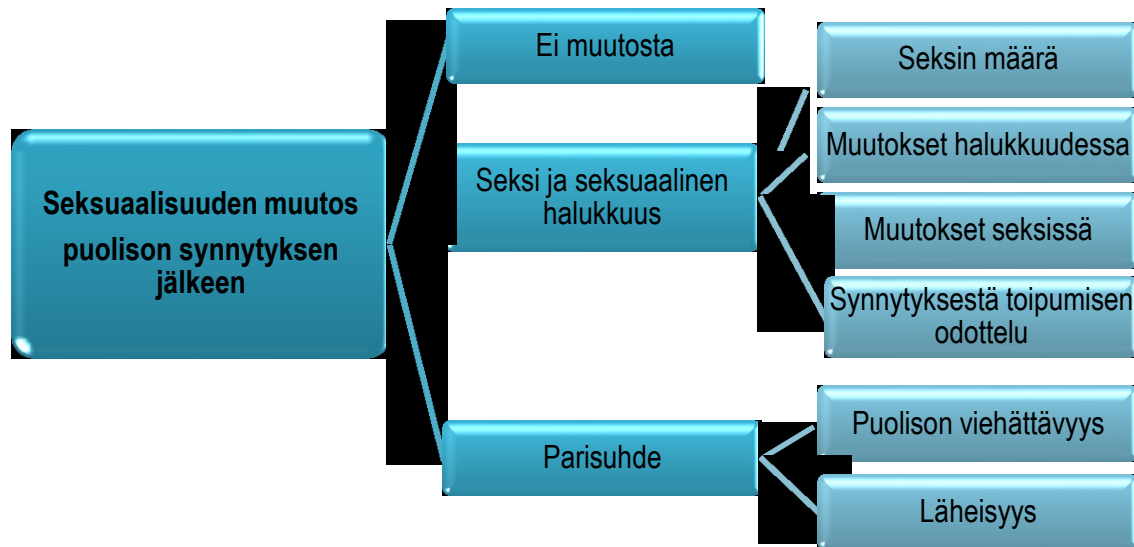 Seksuaalisuuden muutos
puolison synnytyksen
jälkeen
Ei muutosta
Seksi ja seksuaalinen
halukkuus
Parisuhde
Seksin määrä
Muutokset halukkuudessa
Muutokset seksissä
Synnytyksestä toipumisen
odottelu
Puolison viehättävyys
Läheisyys